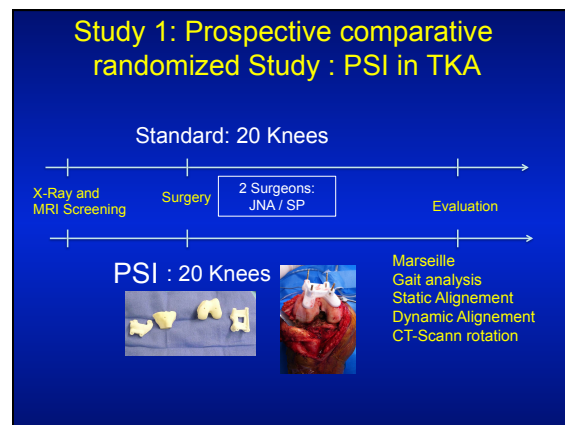 Study 1: Prospective comparative
randomized Study : PSI in TKA
Standard: 20 Knees
X-Ray and
MRI Screening
Surgery
2 Surgeons:
JNA / SP
Evaluation
PSI : 20 Knees
Marseille
Gait analysis
Static Alignement
Dynamic Alignement
CT-Scann rotation